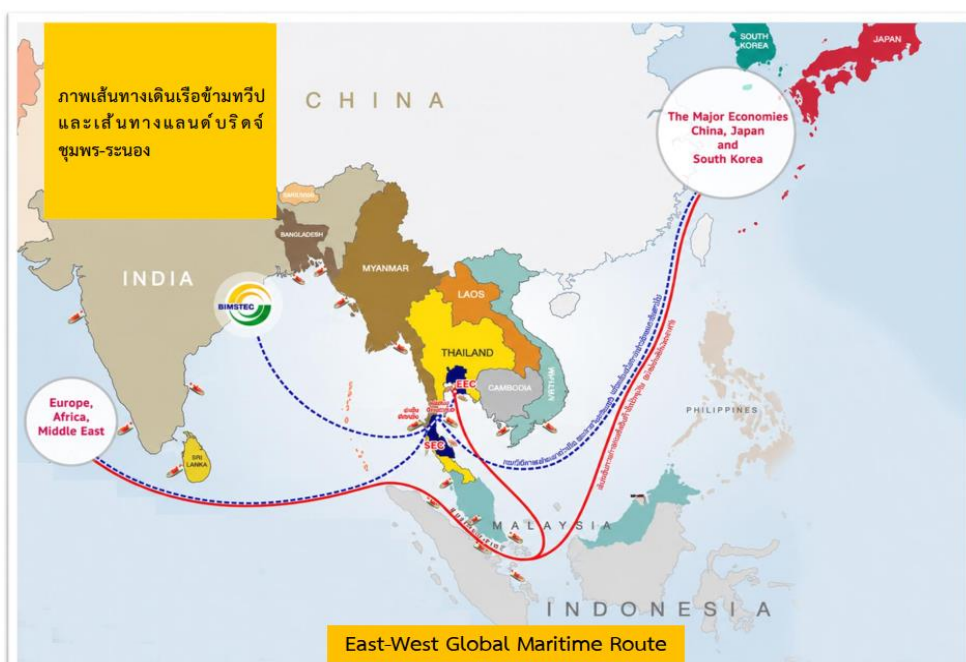 ภาพเส้นทางเดินเรือข้ามทวีป
และเส้นทางแลนด์บริดจ์
ชุมพร-ระนอง
CHINA
SOUTH
KOREA
JAPAN
The Major Economies
China, Japan
and
South Korea
BANGLADESH
INDIA
BIMSTEC
MYANMAR
LAOS
THAILAND
EEC
CAMBODIA
VIETNAM
PHILIPPINES
Europe,
Africa,
Middle East
SRI
LANKA
SEC
MALAYSIA
INDONESIA
East-West Global Maritime Route